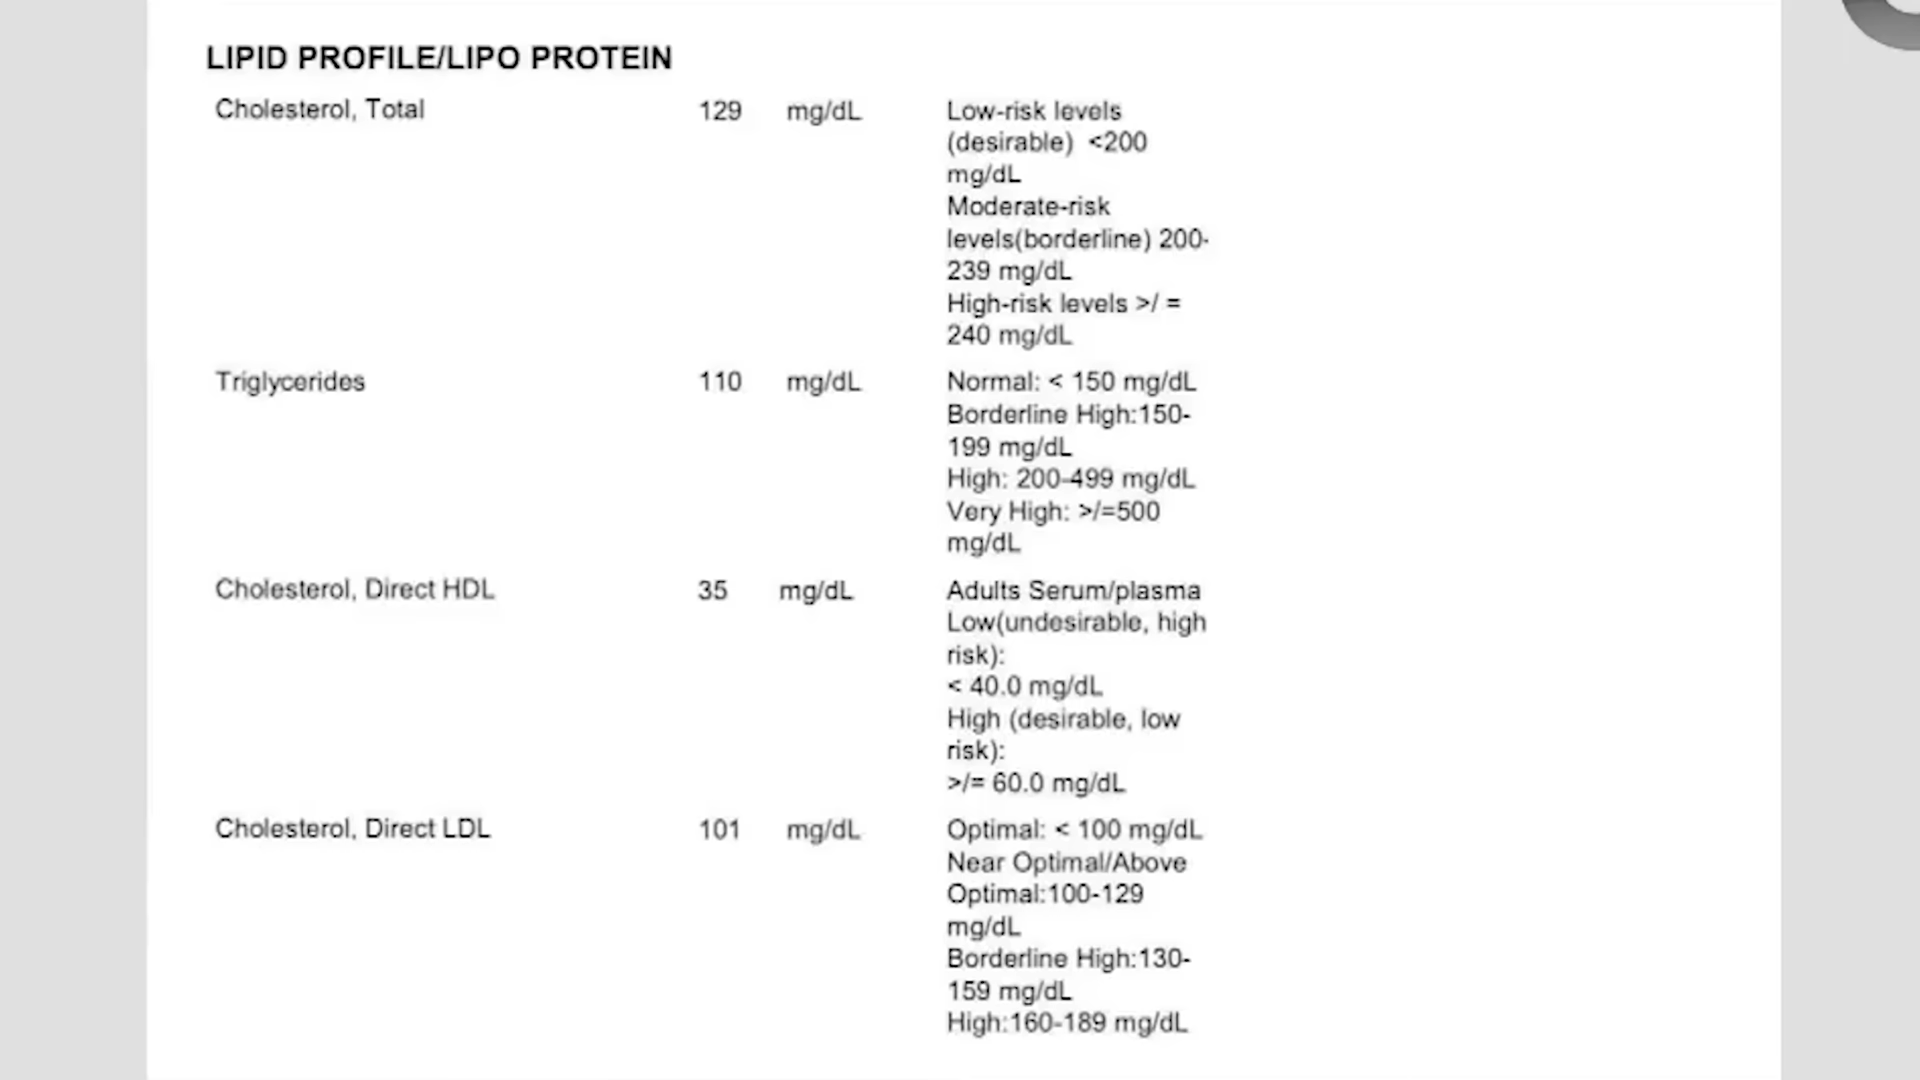 LIPID PROFILE/LIPO PROTEIN
Cholesterol, Total 129 mg/dL Low-risk levels
(desirable) <200
mg/dL
Moderate-risk
levels(borderline) 200-
239 mg/dL
High-risk levels >/ =
240 mg/dL
Triglycerides 110 mg/dL Normal: < 150 mg/dL
Borderline High:150-
199 mg/dL
High: 200-499 mg/dL
Very High: >/=500
mg/dL
Cholesterol, Direct HDL 35 mg/dL Adults Serum/plasma
Low(undesirable, high
risk):
< 40.0 mg/dL
High (desirable, low
risk):
>/= 60.0 mg/dL
Cholesterol, Direct LDL 101 mg/dL Optimal: < 100 mg/dL
Near Optimal/Above
Optimal:100-129
mg/dL
Borderline High:130-
159 mg/dL
High:160-189 mg/dL